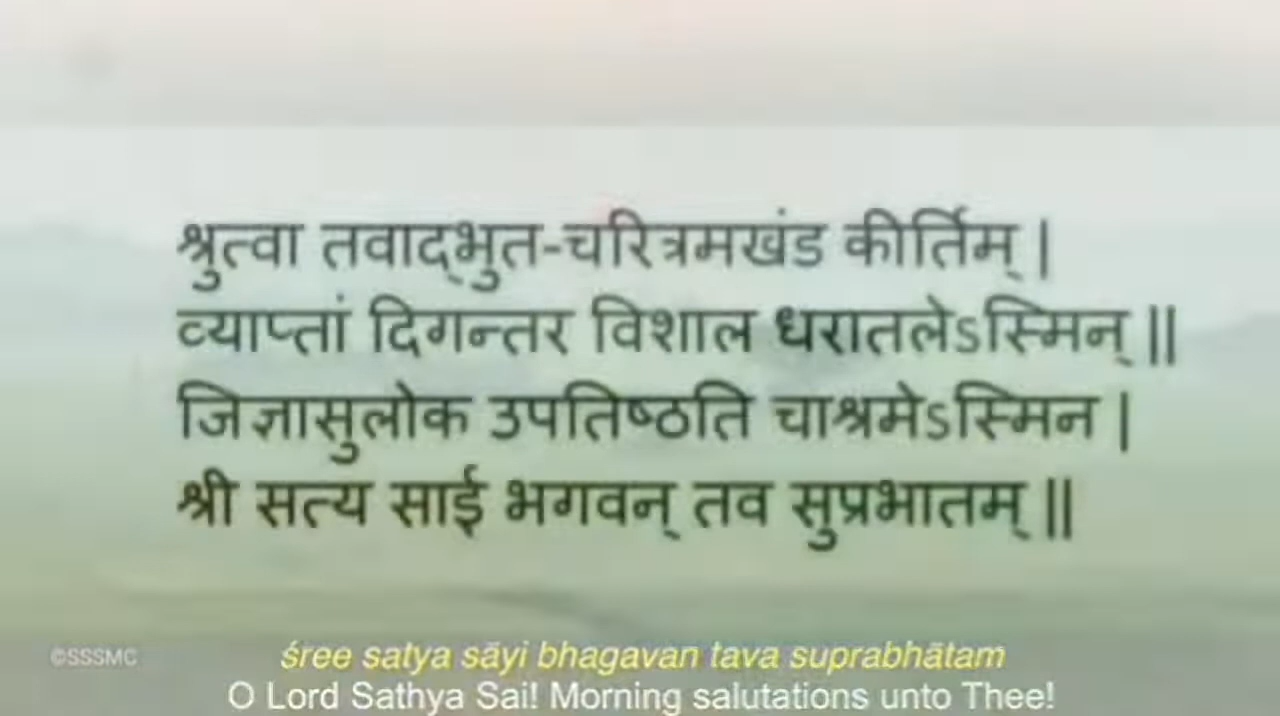 श्रुत्वा तवाद्‌भुत-चरित्रमखंड कीर्तिम् |
व्याप्तां दिगन्तर विशाल धरातलेऽस्मिन् ||
जिज्ञासुलोक उपतिष्ठति चाश्रमेऽस्मिन |
श्री सत्य साई भगवन् तव सुप्रभातम् ||
©SSSMC
śree satya sāyi bhagavan tava suprabhātam
O Lord Sathya Sai! Morning salutations unto Thee!